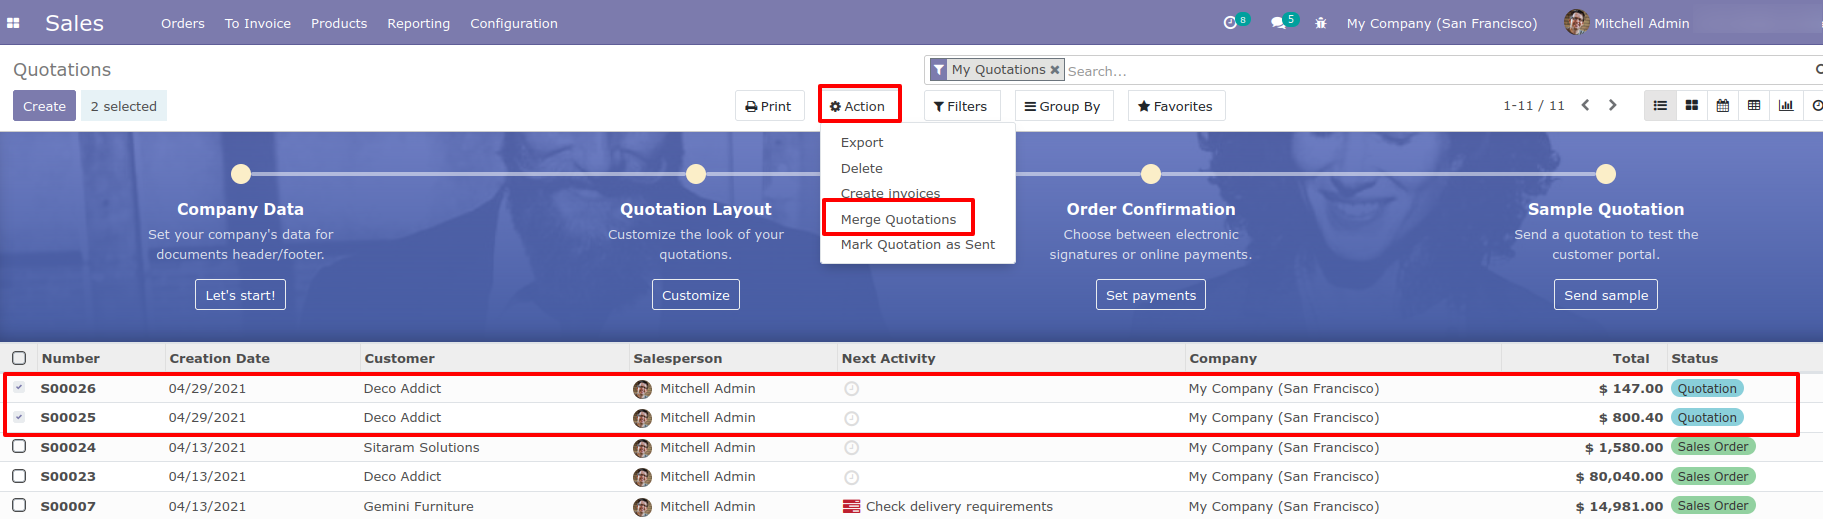 Sales Orders To Invoice Products Reporting Configuration 8 5 My Company (San Francisco) Mitchell Admin
Quotations My Quotations Search...
Create 2 selected Print Action Filters Group By Favorites 1-11 / 11
Export
Delete
Create invoices
Merge Quotations
Mark Quotation as Sent
Company Data
Set your company's data for
documents header/footer.
Let's start!
Quotation Layout
Customize the look of your
quotations.
Customize
Order Confirmation
Choose between electronic
signatures or online payments.
Set payments
Sample Quotation
Send a quotation to test the
customer portal.
Send sample
Number Creation Date Customer Salesperson Next Activity Company Total Status
S00026 04/29/2021 Deco Addict Mitchell Admin My Company (San Francisco) $ 147.00 Quotation
S00025 04/29/2021 Deco Addict Mitchell Admin My Company (San Francisco) $ 800.40 Quotation
S00024 04/13/2021 Sitaram Solutions Mitchell Admin My Company (San Francisco) $ 1,580.00 Sales Order
S00023 04/13/2021 Deco Addict Mitchell Admin My Company (San Francisco) $ 80,040.00 Sales Order
S00007 04/13/2021 Gemini Furniture Mitchell Admin Check delivery requirements My Company (San Francisco) $ 14,981.00 Sales Order